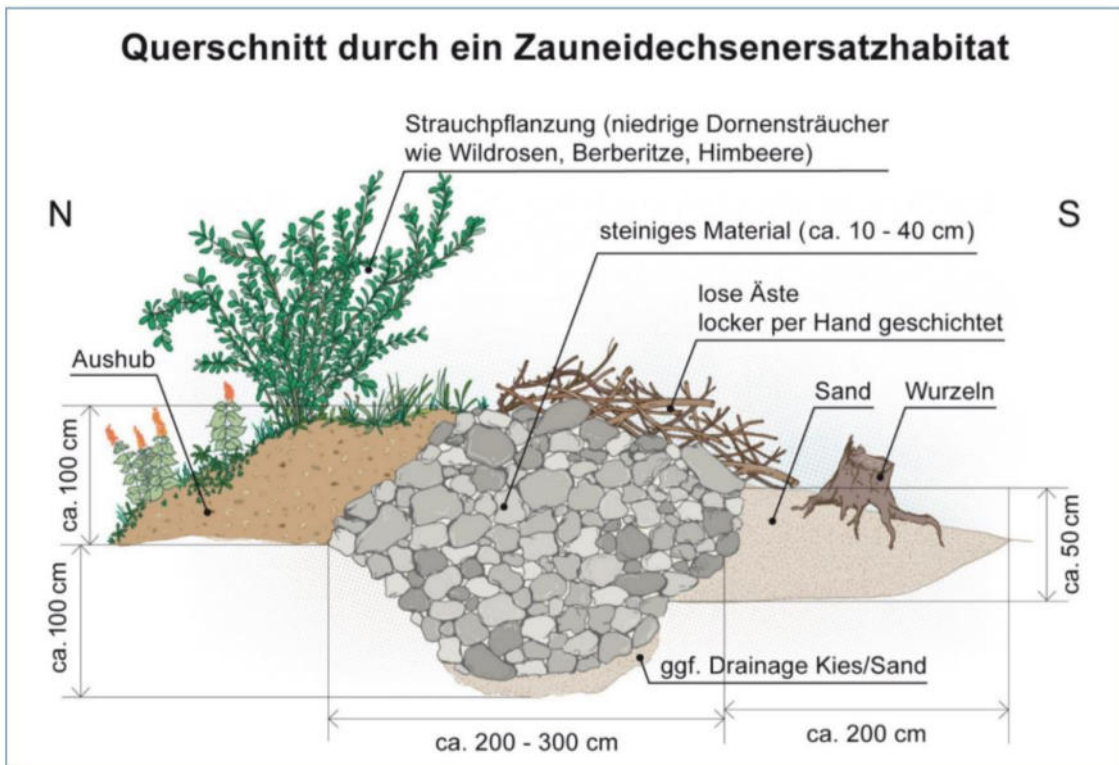 Querschnitt durch ein Zauneidechsenersatzhabitat
Strauchpflanzung (niedrige Dornensträucher
wie Wildrosen, Berberitze, Himbeere)
N
S
steiniges Material (ca. 10 - 40 cm)
lose Äste
locker per Hand geschichtet
Aushub
Sand
Wurzeln
ca. 100 cm
ca. 50 cm
ca. 100 cm
ggf. Drainage Kies/Sand
ca. 200 - 300 cm
ca. 200 cm